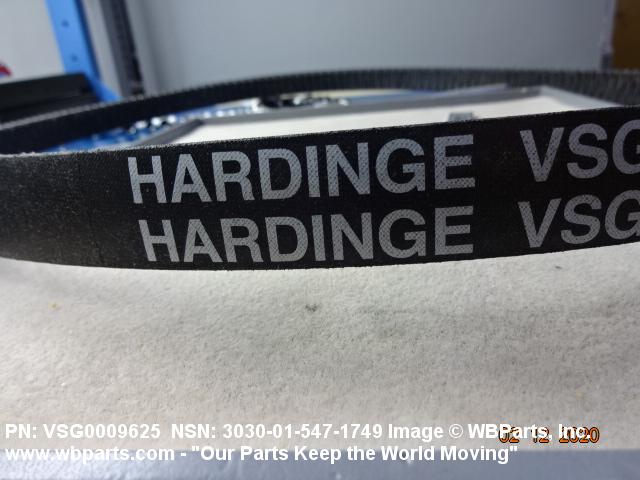 HARDINGE VSG
HARDINGE VSG
PN: VSG0009625 NSN: 3030-01-547-1749 Image © WBParts, Inc.
02 12 2020
www.wbparts.com - "Our Parts Keep the World Moving"